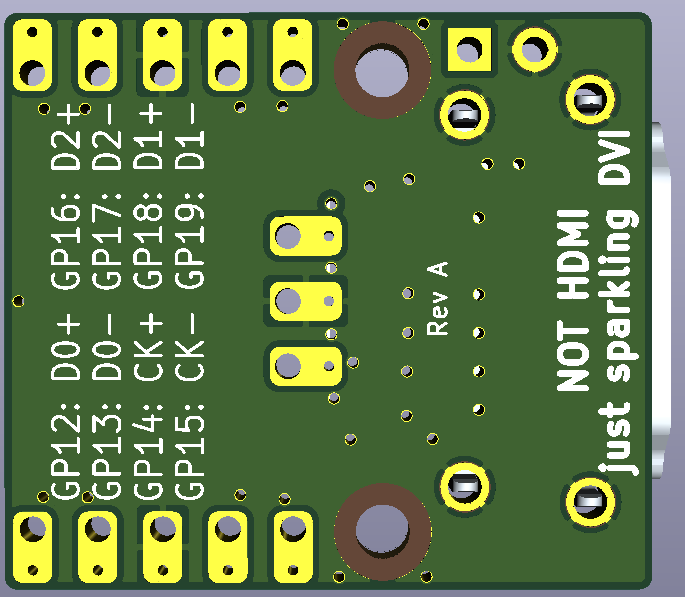 GP12: D0+ GP16: D2+
GP13: D0- GP17: D2-
GP14: CK+ GP18: D1+
GP15: CK- GP19: D1-
Rev A
NOT HDMI
just sparkling DVI